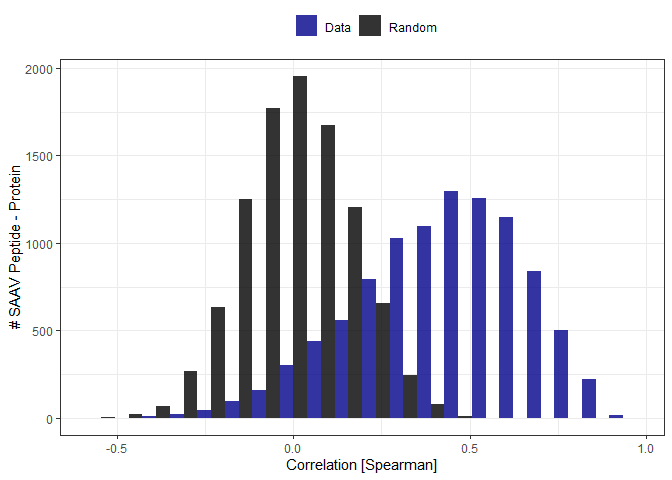 Data Random
2000
1500
1000
500
0
# SAAV Peptide - Protein
-0.5 0.0 0.5 1.0
Correlation [Spearman]